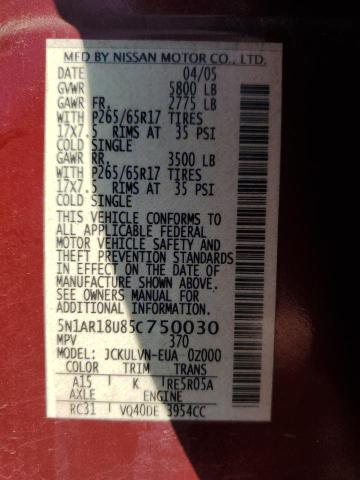 MFD BY NISSAN MOTOR CO., LTD.
DATE 04/05
GVWR 5800 LB
GAWR FR. 2775 LB
WITH P265/65R17 TIRES
17X7.5 RIMS AT 35 PSI
COLD SINGLE
GAWR RR. 3500 LB
WITH P265/65R17 TIRES
17X7.5 RIMS AT 35 PSI
COLD SINGLE
THIS VEHICLE CONFORMS TO
ALL APPLICABLE FEDERAL
MOTOR VEHICLE SAFETY AND
THEFT PREVENTION STANDARDS
IN EFFECT ON THE DATE OF
MANUFACTURE SHOWN ABOVE.
SEE OWNERS MANUAL FOR
ADDITIONAL INFORMATION
5N1AR18U85C750030
MPV 370
MODEL: JCKULVN-EUA 0Z000
COLOR TRIM TRANS
A15 K RE5R05A
AXLE ENGINE
RC31 VQ40DE 3954CC